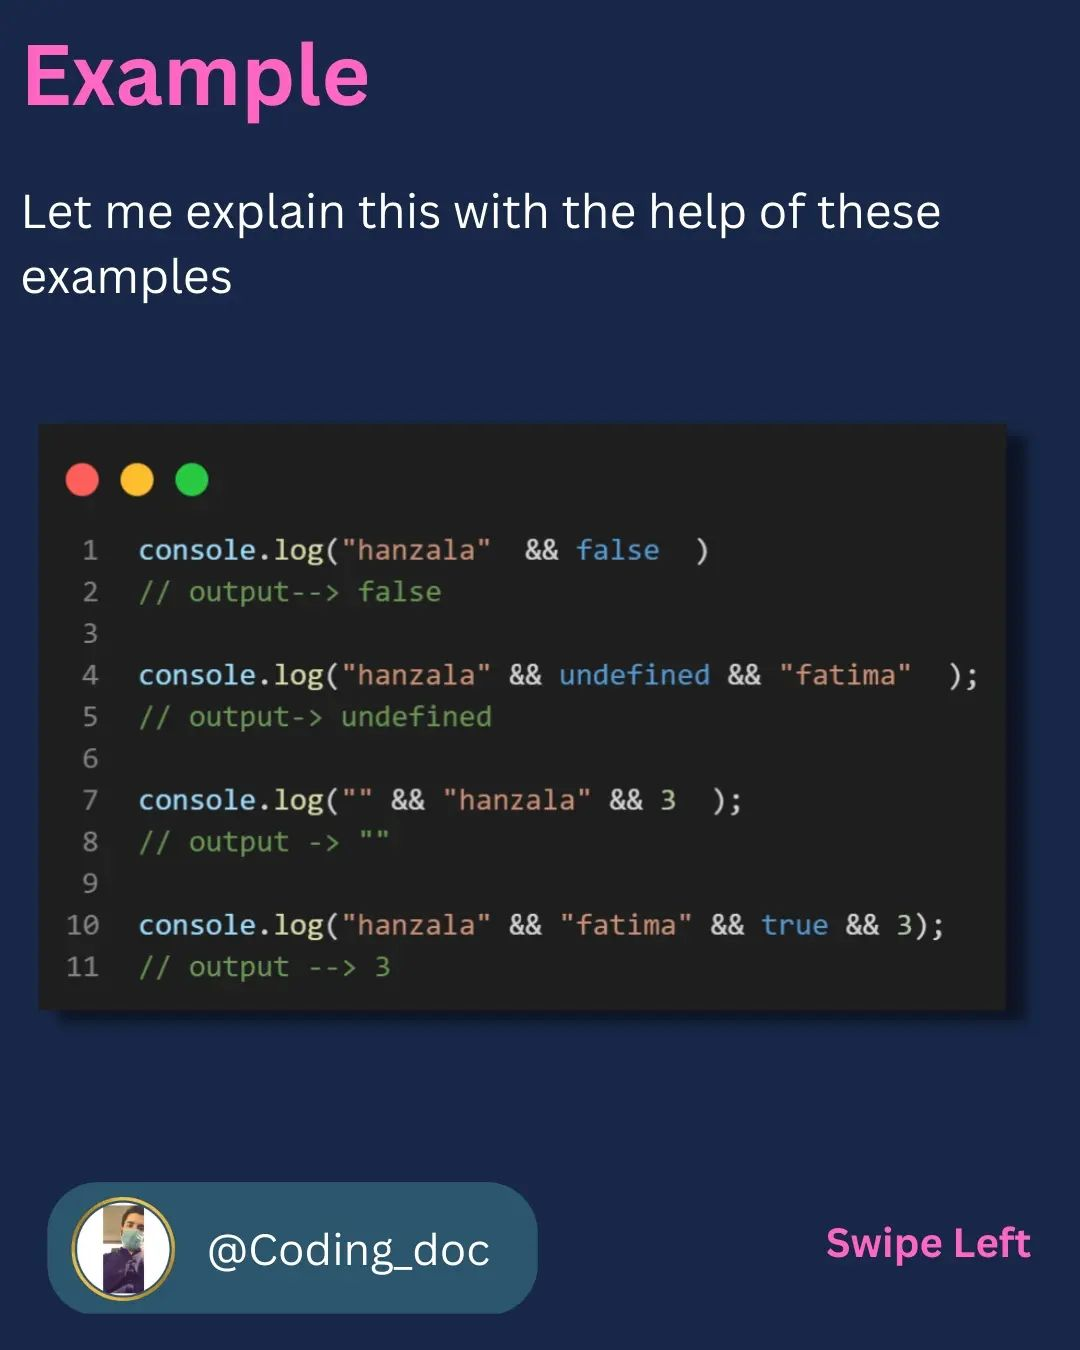 Example
Let me explain this with the help of these
examples
1 console.log("hanzala"  && false  )
2 // output--> false
3
4 console.log("hanzala" && undefined && "fatima"  );
5 // output-> undefined
6
7 console.log("" && "hanzala" && 3  );
8 // output -> ""
9
10 console.log("hanzala" && "fatima" && true && 3);
11 // output --> 3
@Coding_doc
Swipe Left